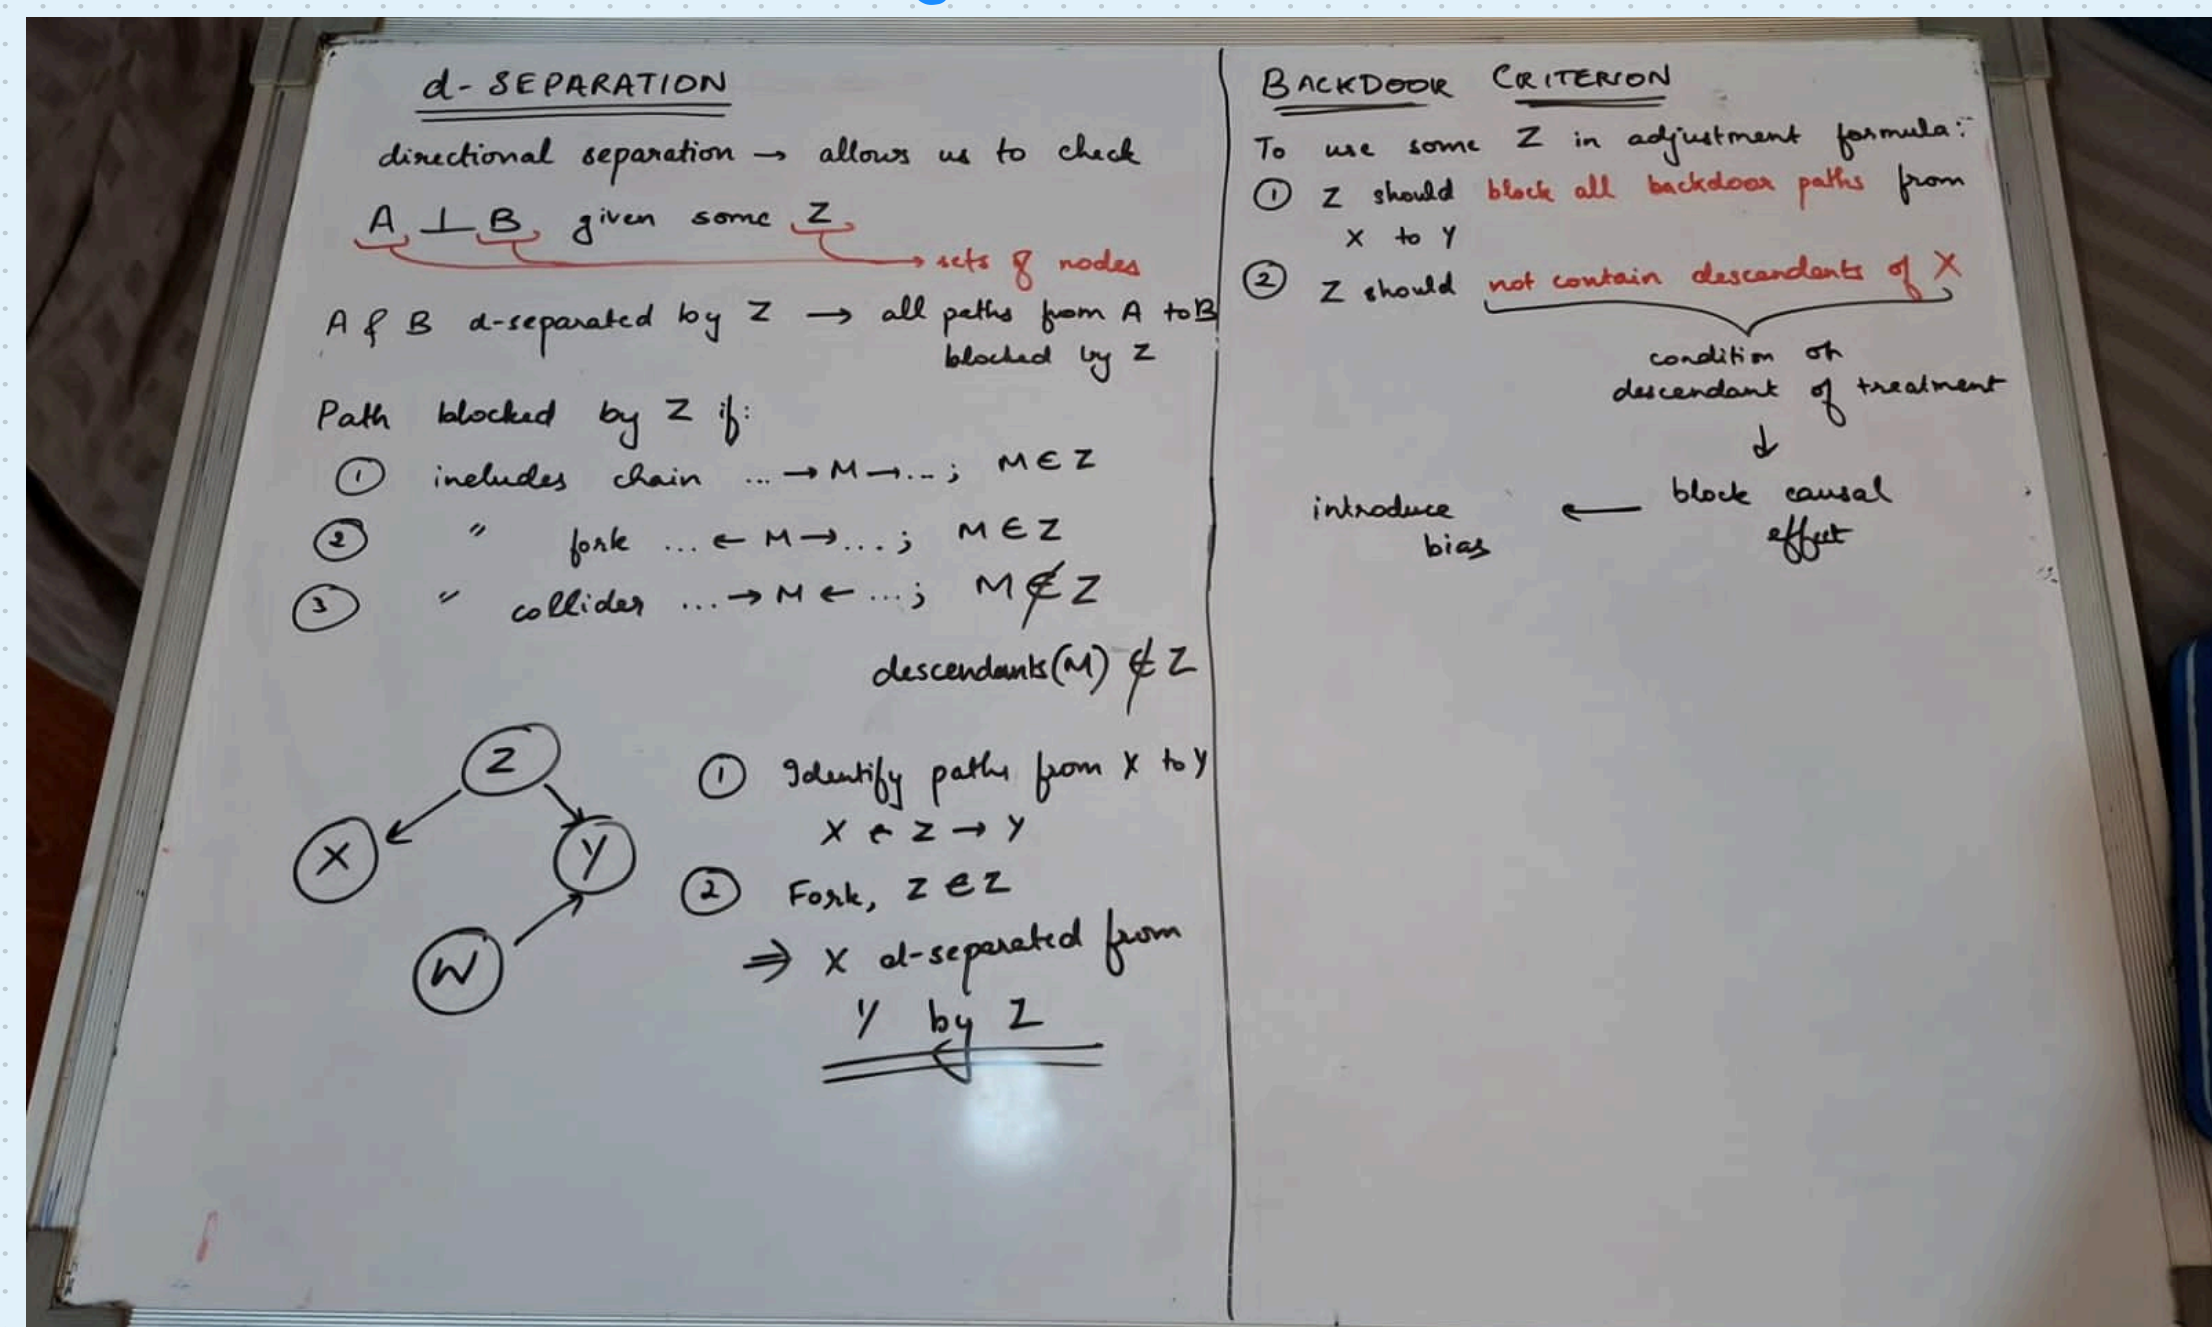 d-SEPARATION
directional separation → allows us to check
A ⊥ B given some Z
→ sets of nodes
A & B d-separated by Z → all paths from A to B
blocked by Z
Path blocked by Z if:
① includes chain ... → M → ... ; M ∈ Z
② " fork ... ← M → ... ; M ∈ Z
③ " collider ... → M ← ... ; M ∉ Z
descendants(M) ∉ Z
Z
X
Y
W
① Identify paths from X to Y
X ← Z → Y
② Fork, Z ∈ Z
⇒ X d-separated from
Y by Z
BACKDOOR CRITERION
To use some Z in adjustment formula:
① Z should block all backdoor paths from
X to Y
② Z should not contain descendants of X
condition on
descendant of treatment
↓
block causal
effect
←
introduce
bias